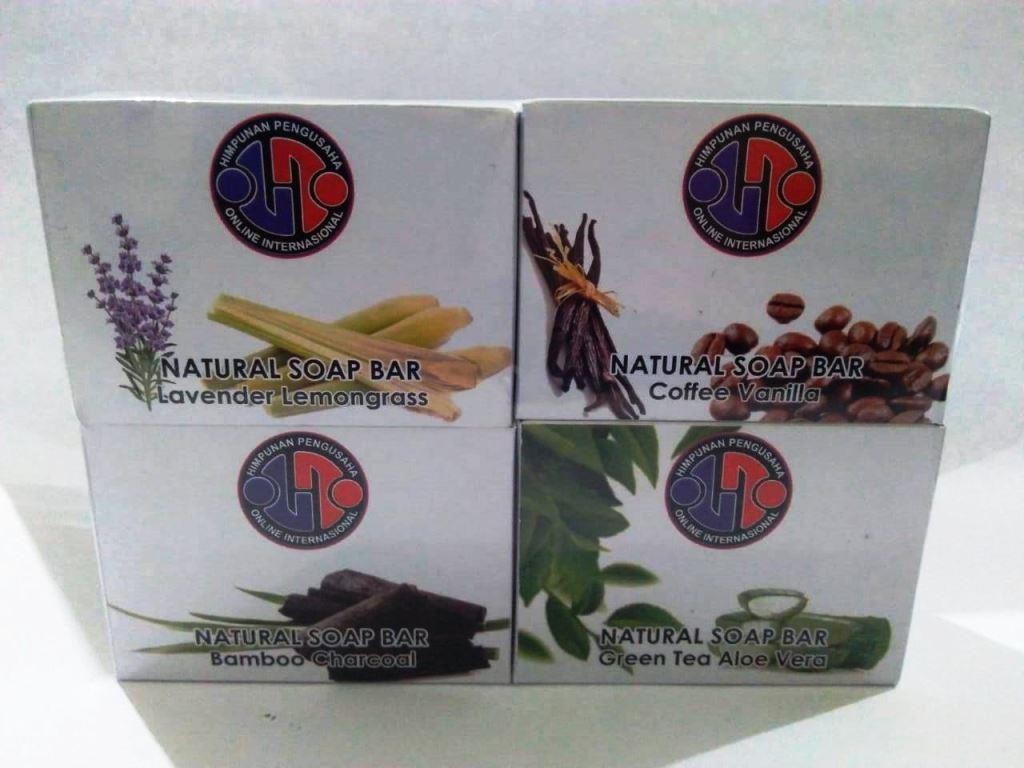 HIMPUNAN PENGUSAHA
ONLINE INTERNASIONAL
NATURAL SOAP BAR
Lavender Lemongrass
HIMPUNAN PENGUSAHA
ONLINE INTERNASIONAL
NATURAL SOAP BAR
Coffee Vanilla
HIMPUNAN PENGUSAHA
ONLINE INTERNASIONAL
NATURAL SOAP BAR
Bamboo Charcoal
HIMPUNAN PENGUSAHA
ONLINE INTERNASIONAL
NATURAL SOAP BAR
Green Tea Aloe Vera